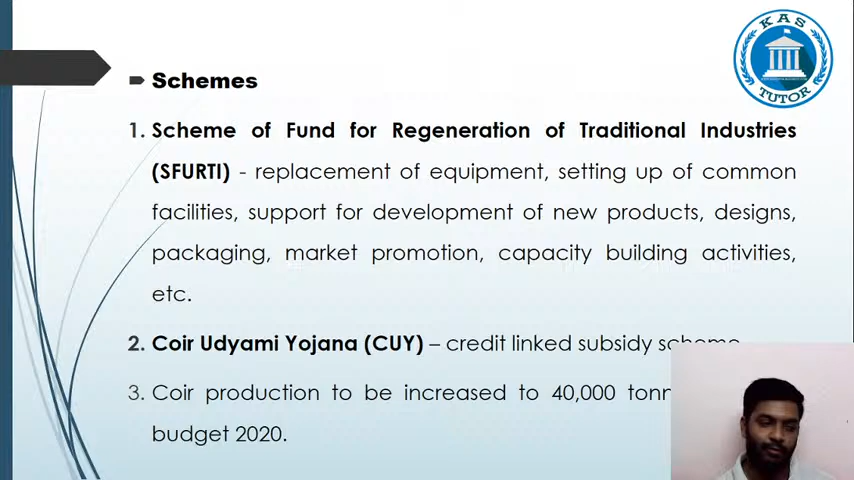 KAS
TUTOR
Schemes
1. Scheme of Fund for Regeneration of Traditional Industries
(SFURTI) - replacement of equipment, setting up of common
facilities, support for development of new products, designs,
packaging, market promotion, capacity building activities,
etc.
2. Coir Udyami Yojana (CUY) – credit linked subsidy scheme
3. Coir production to be increased to 40,000
budget 2020.